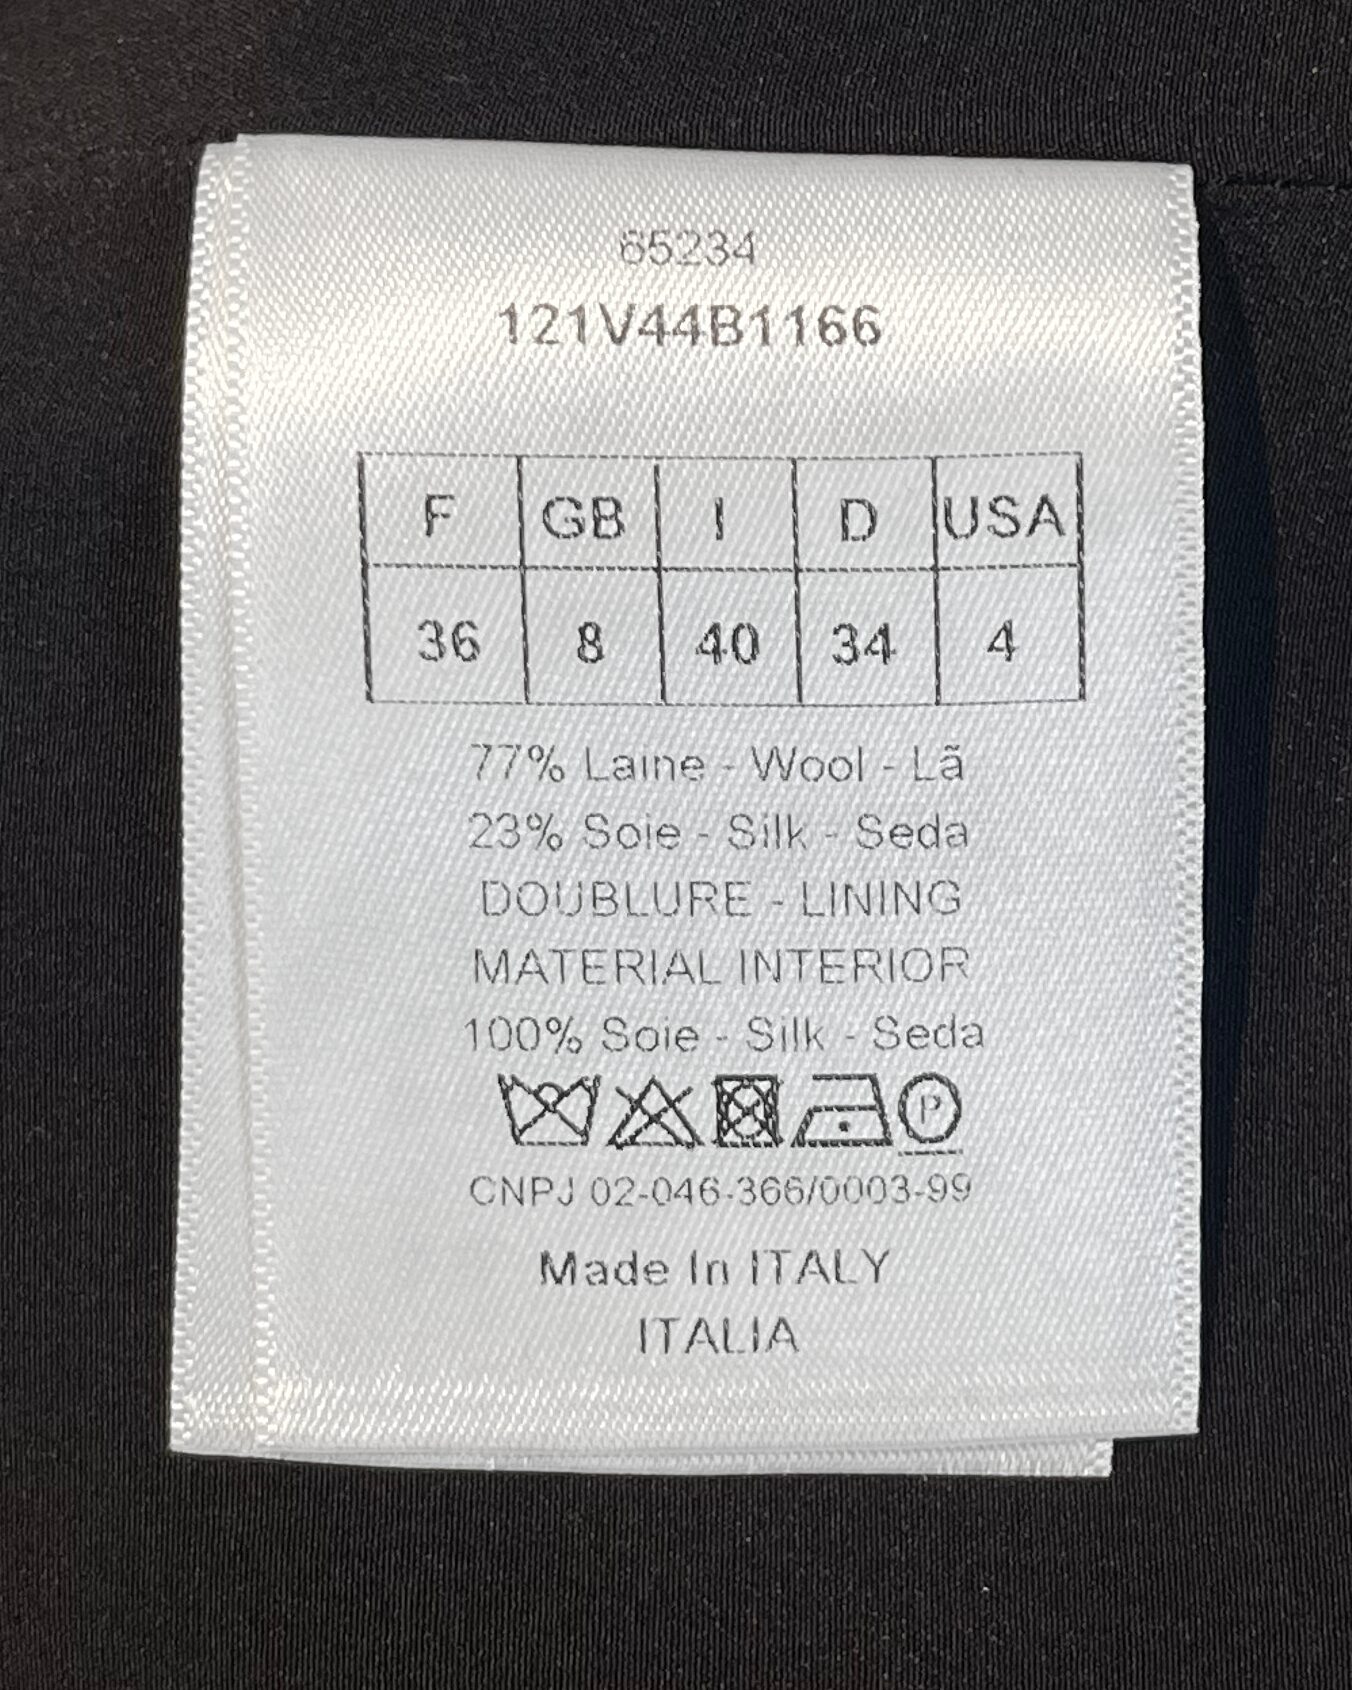 65234
121V44B1166
F GB I D USA
36 8 40 34 4
77% Laine - Wool - Lã
23% Soie - Silk - Seda
DOUBLURE - LINING
MATERIAL INTERIOR
100% Soie - Silk - Seda
P
CNPJ 02-046-366/0003-99
Made In ITALY
ITALIA